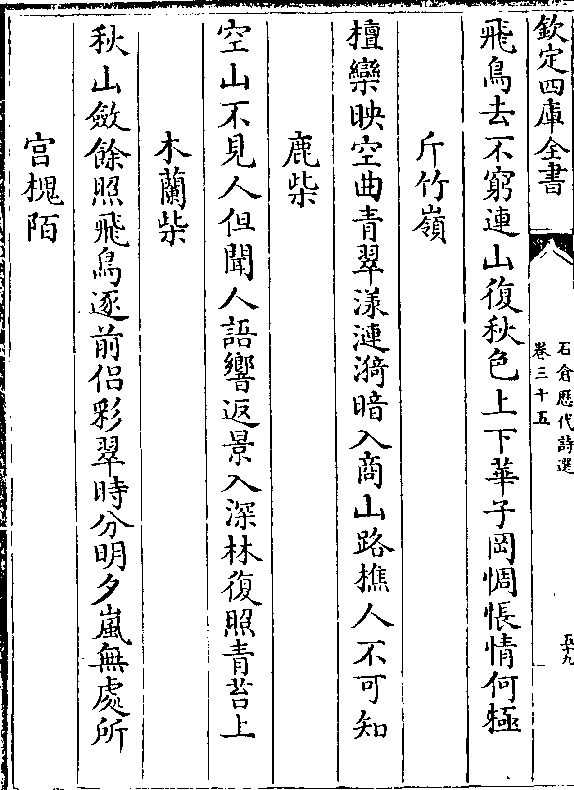 欽定四庫全書
石倉歷代詩選
卷三十五
飛鳥去不窮連山復秋色上下華子岡惆悵情何極
斤竹嶺
檀欒映空曲青翠漾漣漪暗入商山路樵人不可知
鹿柴
空山不見人但聞人語響返景入深林復照青苔上
木蘭柴
秋山斂餘照飛鳥逐前侶彩翠時分明夕嵐無處所
宫槐陌